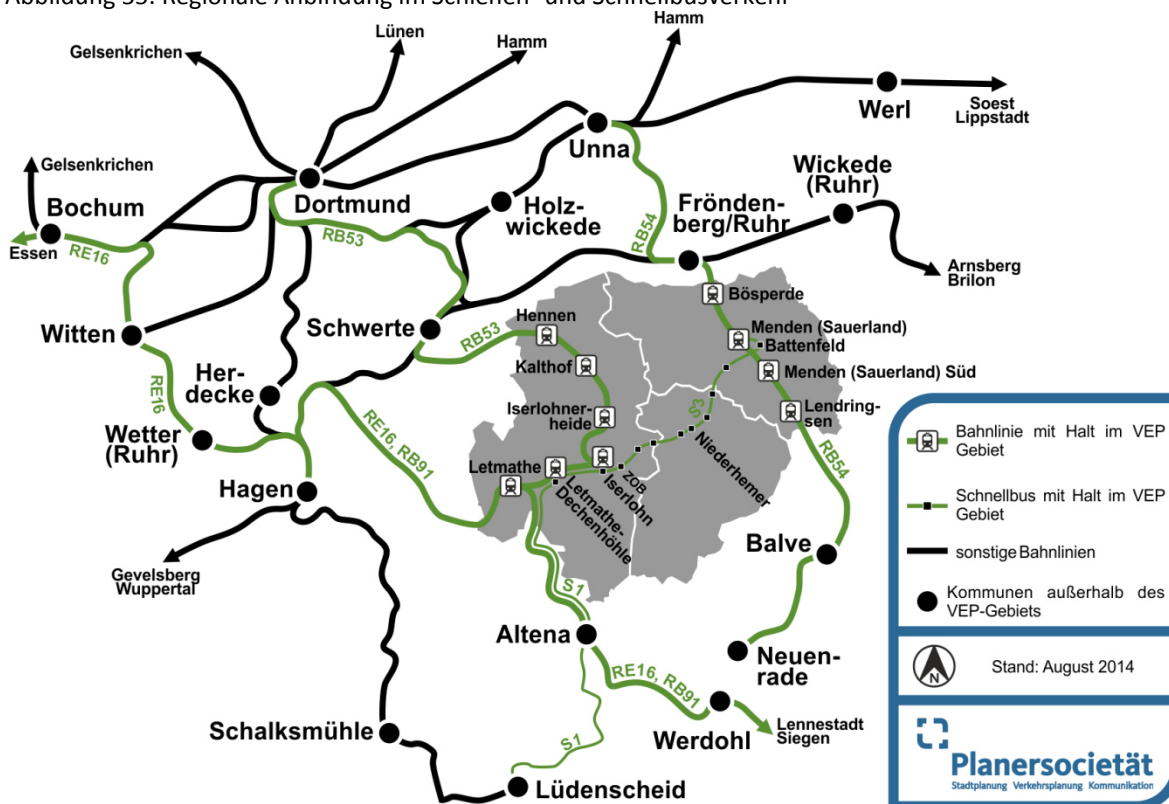 Abbildung 35: Regionale Anbindung im Schienen- und Schnellbusverkehr
Gelsenkrichen
Lünen
Hamm
Hamm
Werl
Soest
Lippstadt
Unna
Gelsenkrichen
Bochum
Essen
RE16
Dortmund
RB53
Holz-
wickede
RB54
Frönden-
berg/Ruhr
Wickede
(Ruhr)
Arnsberg
Brilon
Witten
Schwerte
RB53
Hennen
Bösperde
Menden (Sauerland)
Battenfeld
Kalthof
Menden (Sauerland) Süd
RE16
Her-
decke
Iserlohner-
heide
S3
Lendring-
sen
Wetter
(Ruhr)
RE16, RB91
Niederhemer
RB54
Letmathe
ZOB
Iserlohn
Letmathe-
Dechenhöhle
Hagen
Balve
Gevelsberg
Wuppertal
S1
Altena
Neuen-
rade
RE16, RB91
Schalksmühle
Werdohl
Lennestadt
Siegen
S1
Lüdenscheid
Bahnlinie mit Halt im VEP
Gebiet
Schnellbus mit Halt im VEP
Gebiet
sonstige Bahnlinien
Kommunen außerhalb des
VEP-Gebiets
N
Stand: August 2014
Planersocietät
Stadtplanung Verkehrsplanung Kommunikation